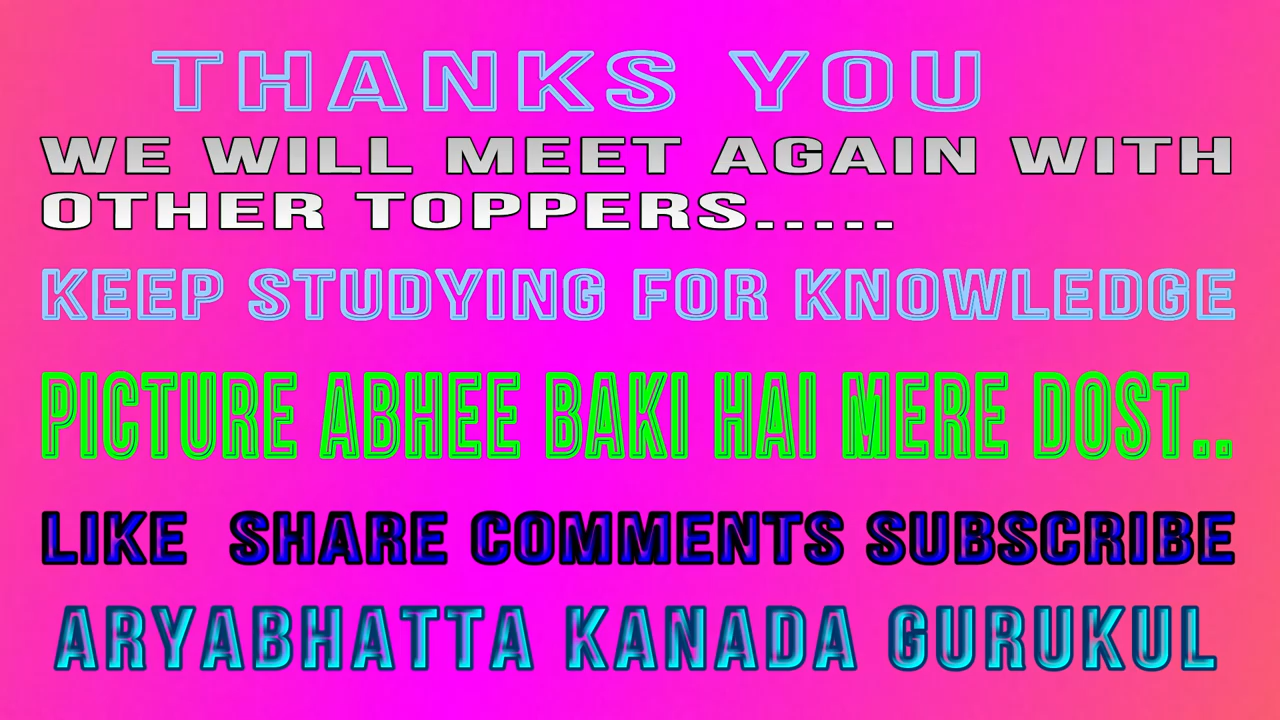 THANKS YOU
WE WILL MEET AGAIN WITH
OTHER TOPPERS.....
KEEP STUDYING FOR KNOWLEDGE
PICTURE ABHEE BAKI HAI MERE DOST..
LIKE  SHARE COMMENTS SUBSCRIBE
ARYABHATTA KANADA GURUKUL